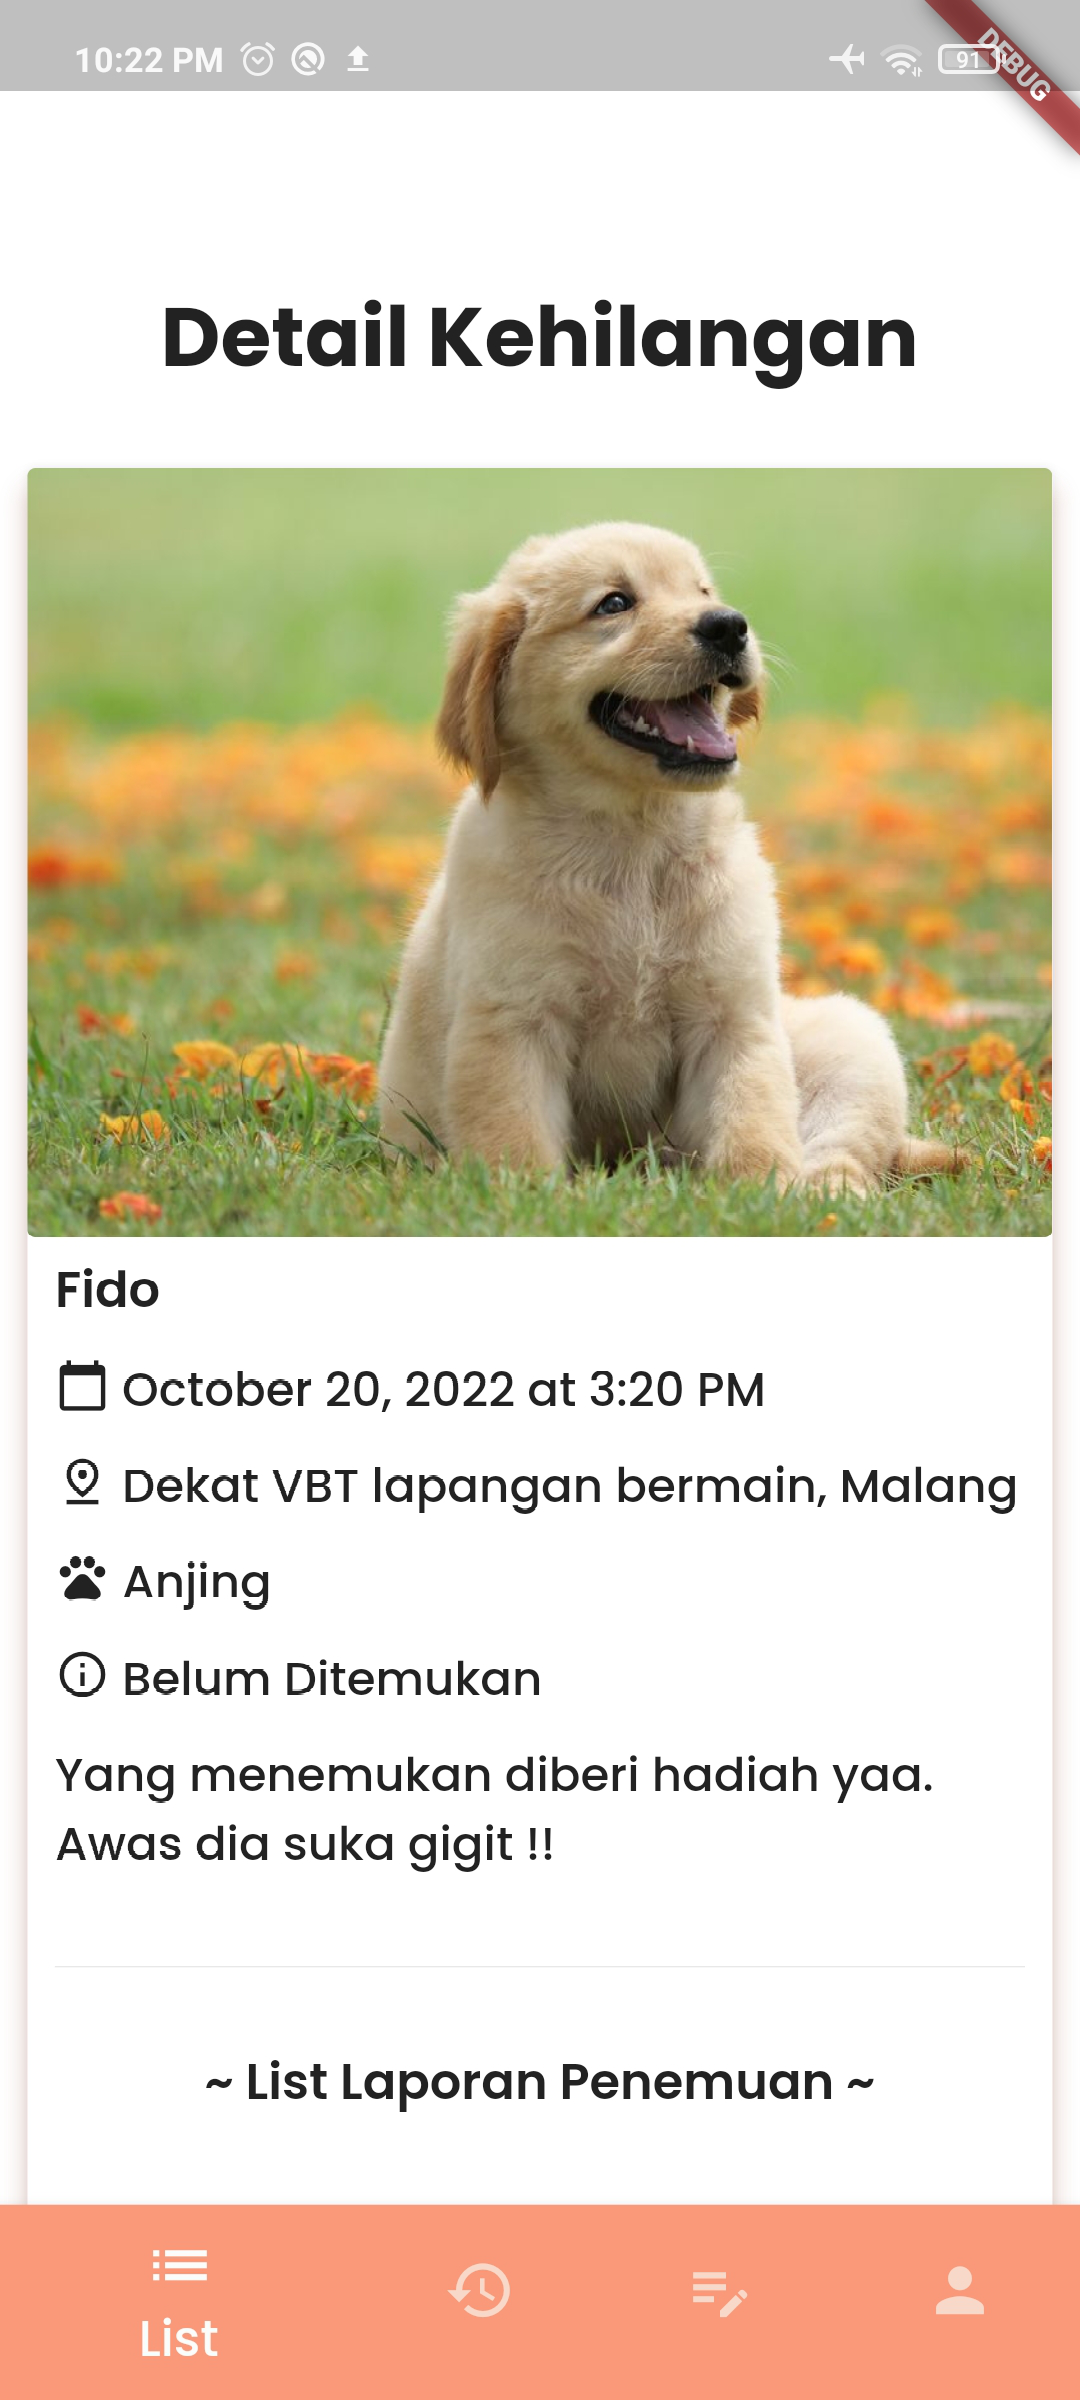 10:22 PM
91
DEBUG
Detail Kehilangan
Fido
October 20, 2022 at 3:20 PM
Dekat VBT lapangan bermain, Malang
Anjing
Belum Ditemukan
Yang menemukan diberi hadiah yaa.
Awas dia suka gigit !!
~ List Laporan Penemuan ~
List